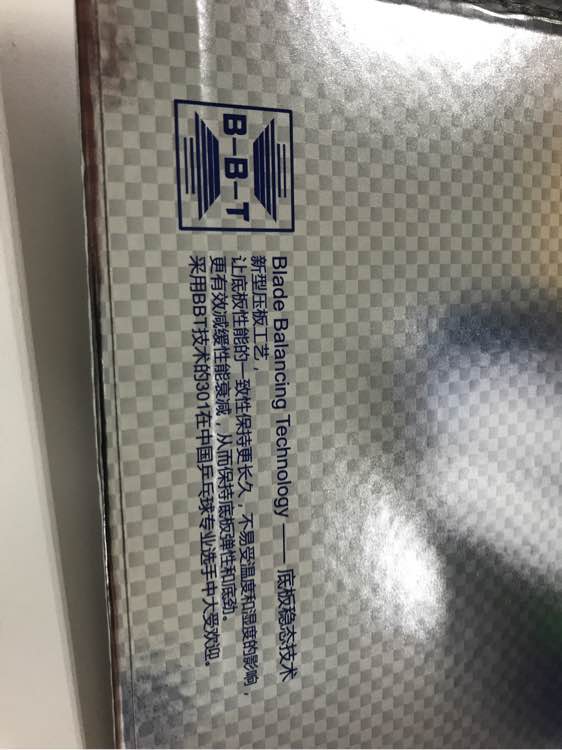 B-B-T
Blade Balancing Technology —— 底板稳态技术
新型压板工艺，
让底板性能的一致性保持更长久，不易受温度和湿度的影响，
更有效减缓性能衰减，从而保持底板弹性和底劲。
采用BBT技术的301在中国乒乓球专业选手中大受欢迎。